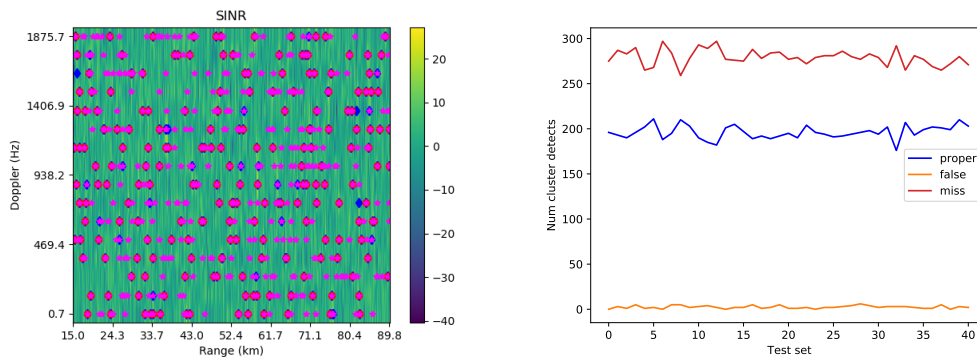 SINR
Doppler (Hz)
1875.7
1406.9
938.2
469.4
0.7
15.0 24.3 33.7 43.0 52.4 61.7 71.1 80.4 89.8
Range (km)
20
10
0
−10
−20
−30
−40
Num cluster detects
300
250
200
150
100
50
0
0 5 10 15 20 25 30 35 40
Test set
proper
false
miss